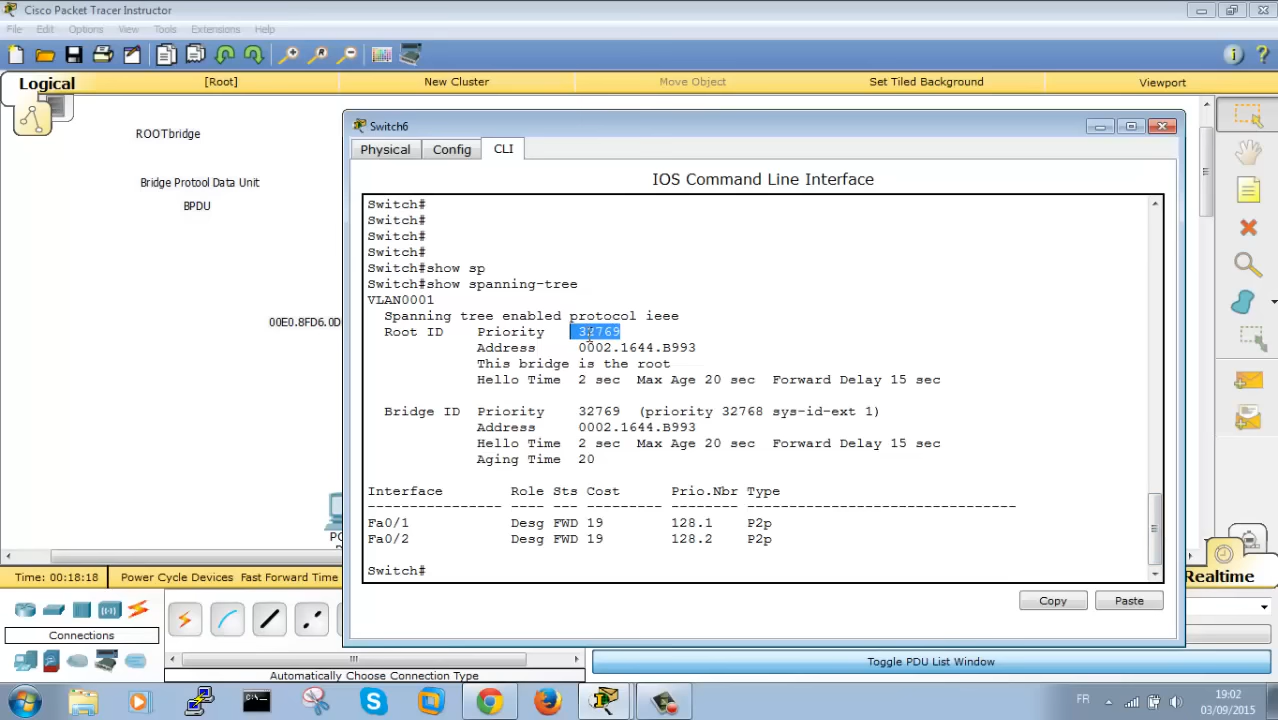 Cisco Packet Tracer Instructor
File Edit Options View Tools Extensions Help
Logical [Root] New Cluster Move Object Set Tiled Background Viewport
ROOTbridge
Bridge Protool Data Unit
BPDU
00E0.8FD6.0D
PC
Switch6
Physical Config CLI
IOS Command Line Interface
Switch#
Switch#
Switch#
Switch#
Switch#show sp
Switch#show spanning-tree
VLAN0001
Spanning tree enabled protocol ieee
Root ID Priority 32769
Address 0002.1644.B993
This bridge is the root
Hello Time 2 sec Max Age 20 sec Forward Delay 15 sec
Bridge ID Priority 32769 (priority 32768 sys-id-ext 1)
Address 0002.1644.B993
Hello Time 2 sec Max Age 20 sec Forward Delay 15 sec
Aging Time 20
Interface Role Sts Cost Prio.Nbr Type
---------------- ---- --- --------- -------- --------------------------------
Fa0/1 Desg FWD 19 128.1 P2p
Fa0/2 Desg FWD 19 128.2 P2p
Switch#
Copy Paste
Time: 00:18:18 Power Cycle Devices Fast Forward Time Realtime
Connections
Automatically Choose Connection Type
Toggle PDU List Window
FR 19:02
03/09/2015